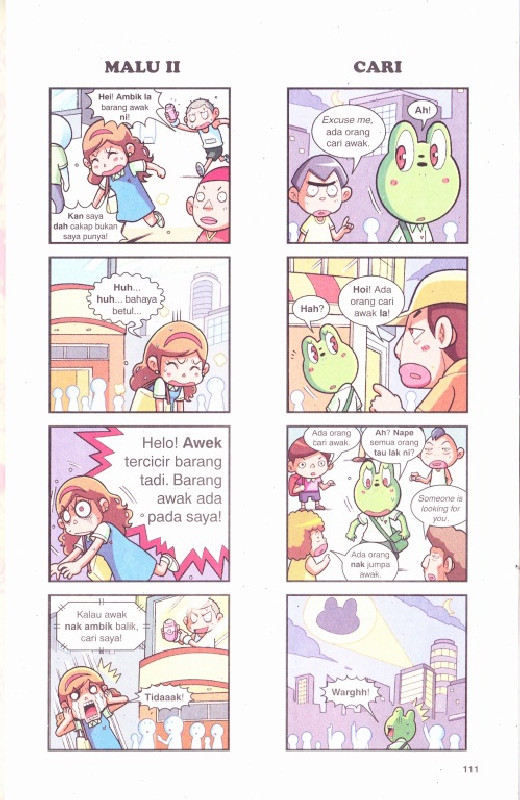 MALU II
Hei! Ambik la
barang awak
ni!
Kan saya
dah cakap bukan
saya punya!
Huh...
huh... bahaya
betul...
Helo! Awek
tercicir barang
tadi. Barang
awak ada
pada saya!
Kalau awak
nak ambik balik,
cari saya!
Tidaaak!
CARI
Excuse me,
ada orang
cari awak.
Ah!
Hoi! Ada
orang cari
awak la!
Hah?
Ada orang
cari awak.
Ah? Nape
semua orang
tau lak ni?
Someone is
looking for
you.
Ada orang
nak jumpa
awak.
Warghh!
111